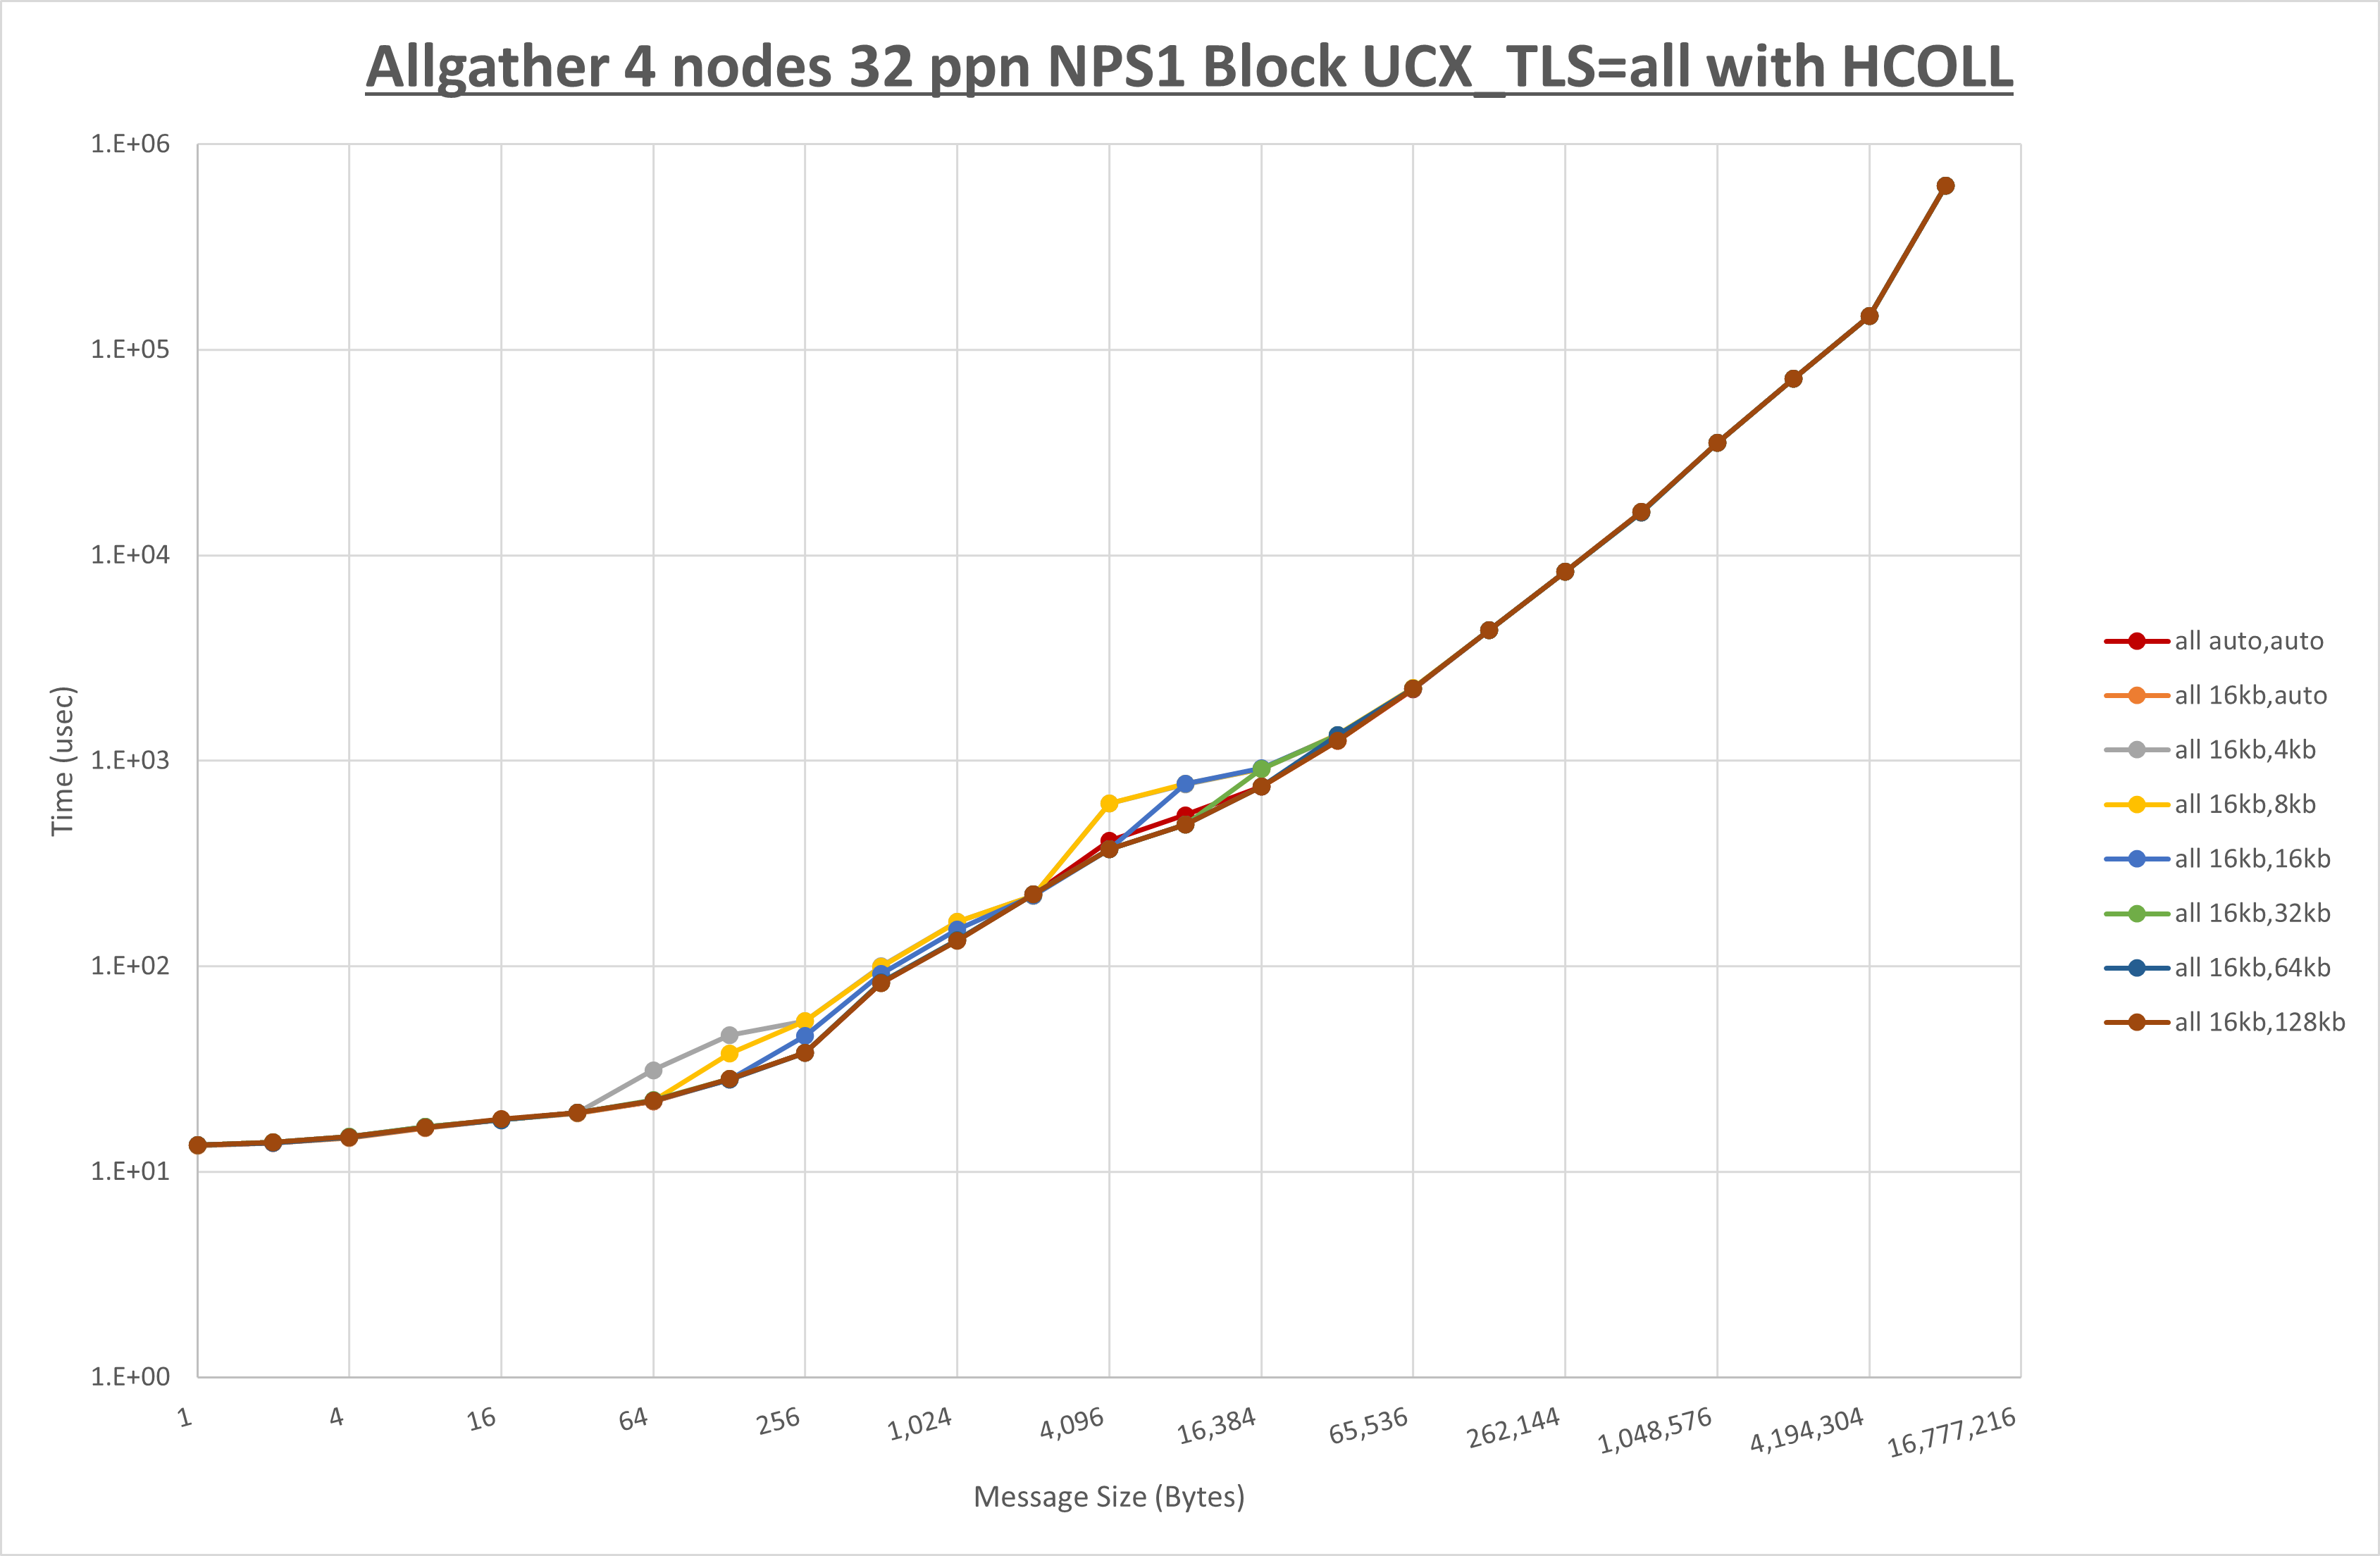 Allgather 4 nodes 32 ppn NPS1 Block UCX_TLS=all with HCOLL
1.E+06
1.E+05
1.E+04
1.E+03
1.E+02
1.E+01
1.E+00
Time (usec)
1
4
16
64
256
1,024
4,096
16,384
65,536
262,144
1,048,576
4,194,304
16,777,216
Message Size (Bytes)
all auto,auto
all 16kb,auto
all 16kb,4kb
all 16kb,8kb
all 16kb,16kb
all 16kb,32kb
all 16kb,64kb
all 16kb,128kb